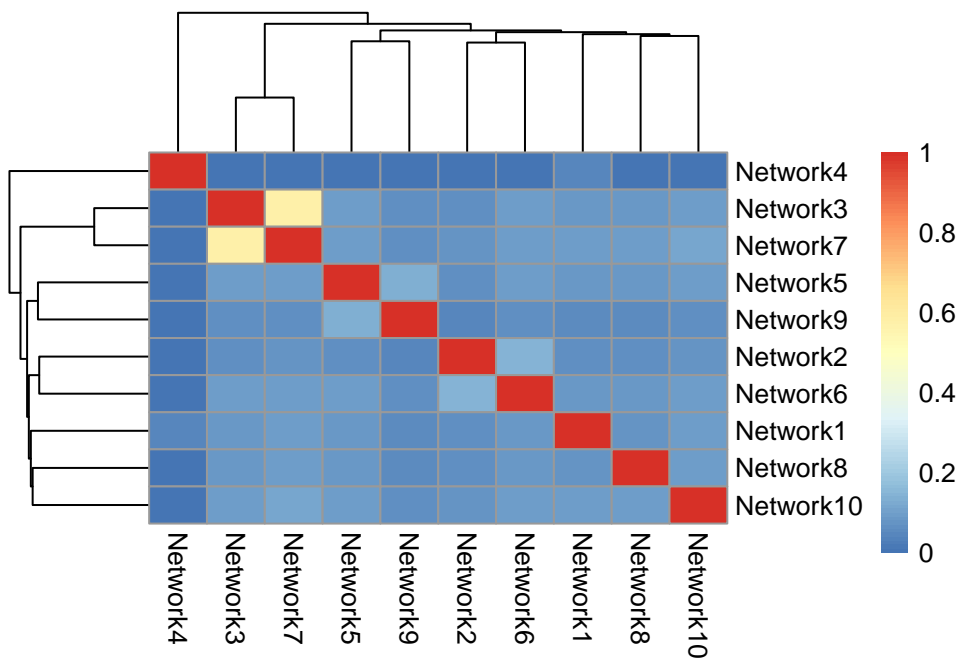 Network4
Network3
Network7
Network5
Network9
Network2
Network6
Network1
Network8
Network10
1
0.8
0.6
0.4
0.2
0
Network4
Network3
Network7
Network5
Network9
Network2
Network6
Network1
Network8
Network10